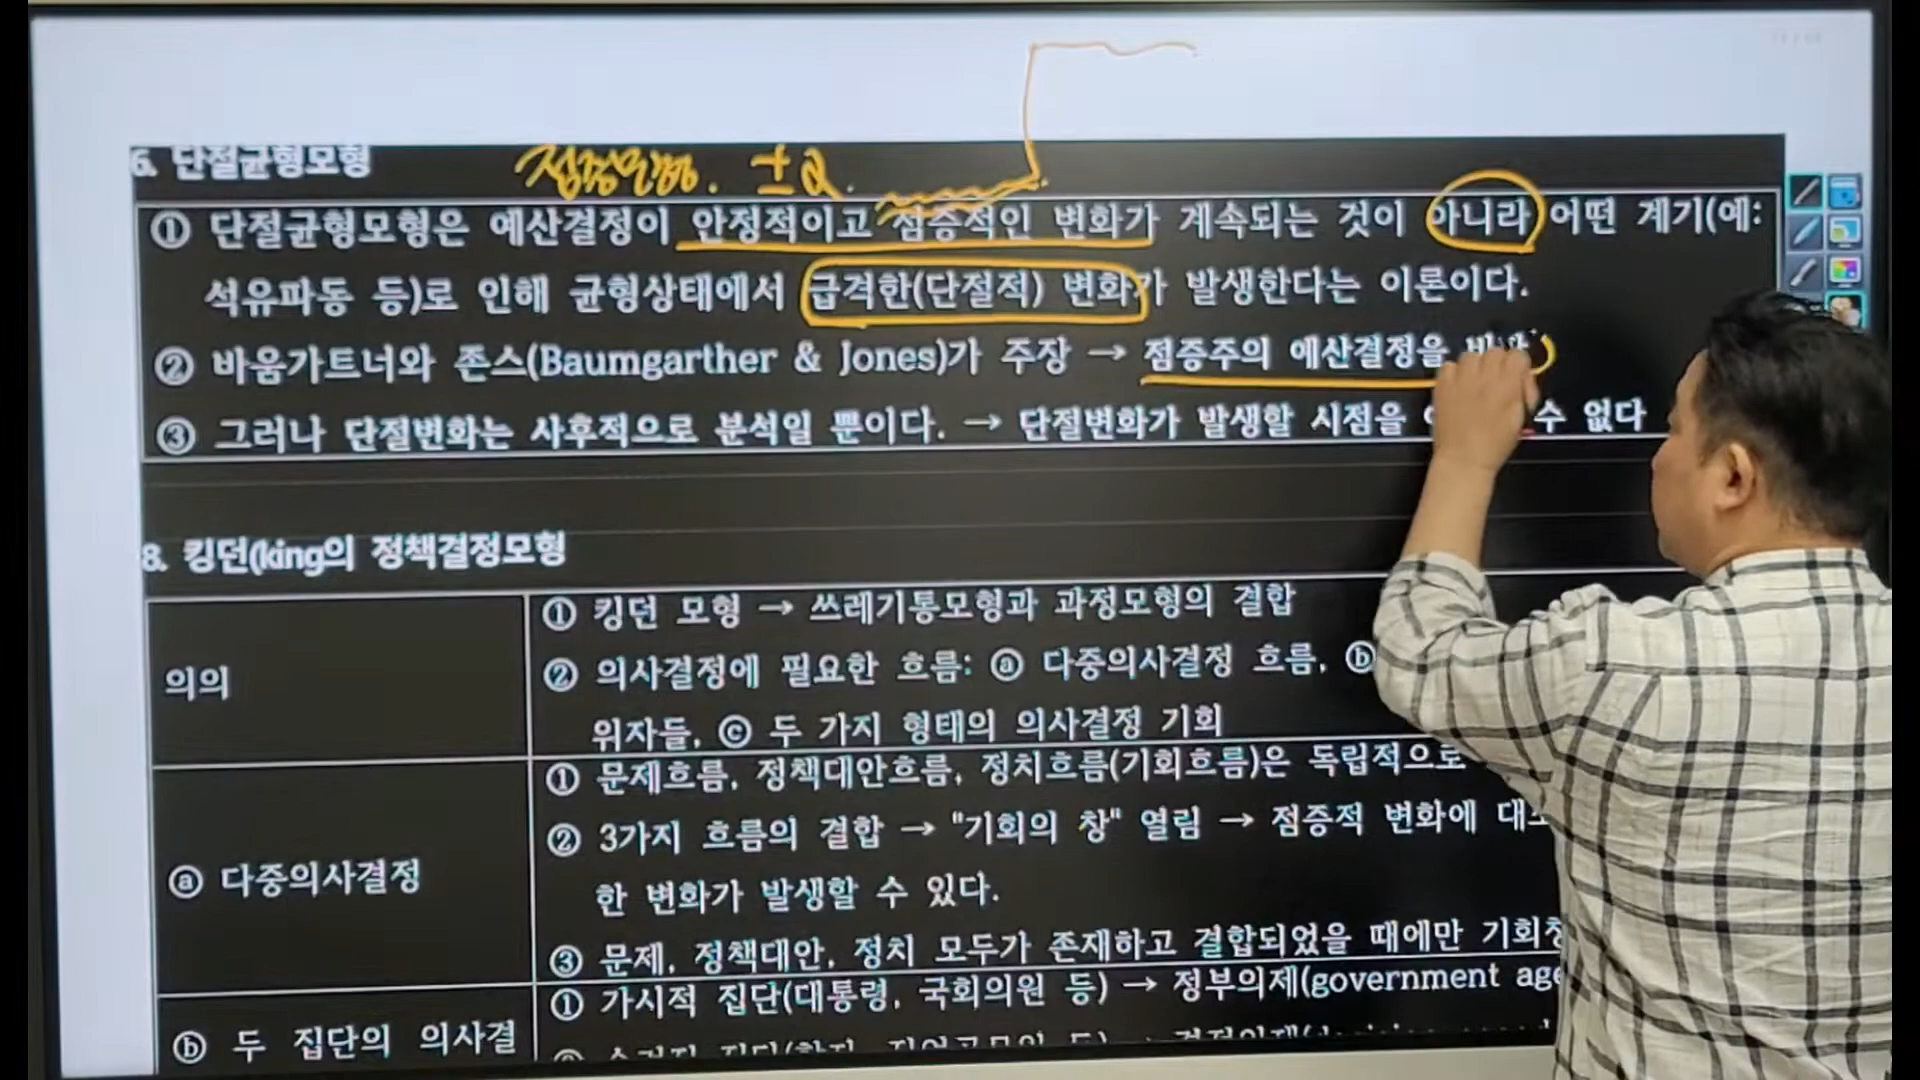 점증모형. ±α.
6. 단절균형모형
① 단절균형모형은 예산결정이 안정적이고 점증적인 변화가 계속되는 것이 아니라 어떤 계기(예:
석유파동 등)로 인해 균형상태에서 급격한(단절적) 변화가 발생한다는 이론이다.
② 바움가트너와 존스(Baumgarther & Jones)가 주장 → 점증주의 예산결정을
③ 그러나 단절변화는 사후적으로 분석일 뿐이다. → 단절변화가 발생할 시점을 수 없다
8. 킹던(king의 정책결정모형
의의
① 킹던 모형 → 쓰레기통모형과 과정모형의 결합
② 의사결정에 필요한 흐름: ⓐ 다중의사결정 흐름, ⓑ
위자들, ⓒ 두 가지 형태의 의사결정 기회
ⓐ 다중의사결정
① 문제흐름, 정책대안흐름, 정치흐름(기회흐름)은 독립적으로
② 3가지 흐름의 결합 → "기회의 창" 열림 → 점증적 변화에
한 변화가 발생할 수 있다.
③ 문제, 정책대안, 정치 모두가 존재하고 결합되었을 때에만
ⓑ 두 집단의 의사결
① 가시적 집단(대통령, 국회의원 등) → 정부의제(government